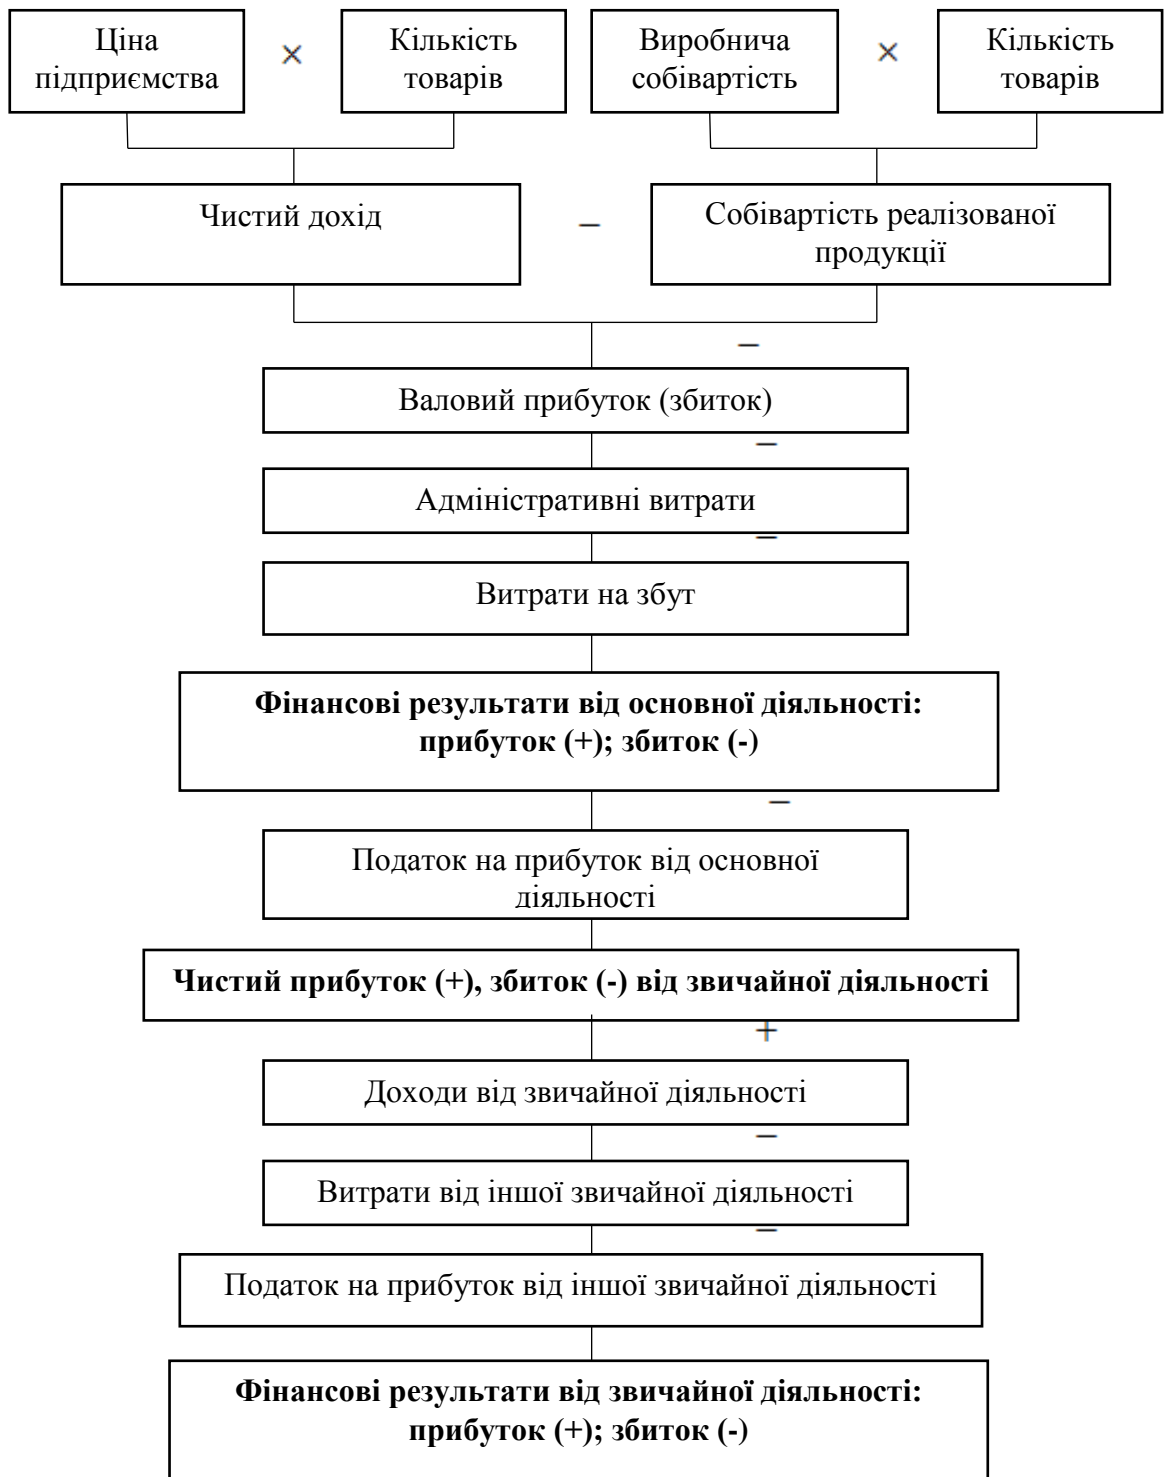 Ціна
підприємства
×
Кількість
товарів
Виробнича
собівартість
×
Кількість
товарів
Чистий дохід
–
Собівартість реалізованої
продукції
–
Валовий прибуток (збиток)
–
Адміністративні витрати
–
Витрати на збут
Фінансові результати від основної діяльності:
прибуток (+); збиток (-)
–
Податок на прибуток від основної
діяльності
Чистий прибуток (+), збиток (-) від звичайної діяльності
+
Доходи від звичайної діяльності
–
Витрати від іншої звичайної діяльності
–
Податок на прибуток від іншої звичайної діяльності
Фінансові результати від звичайної діяльності:
прибуток (+); збиток (-)